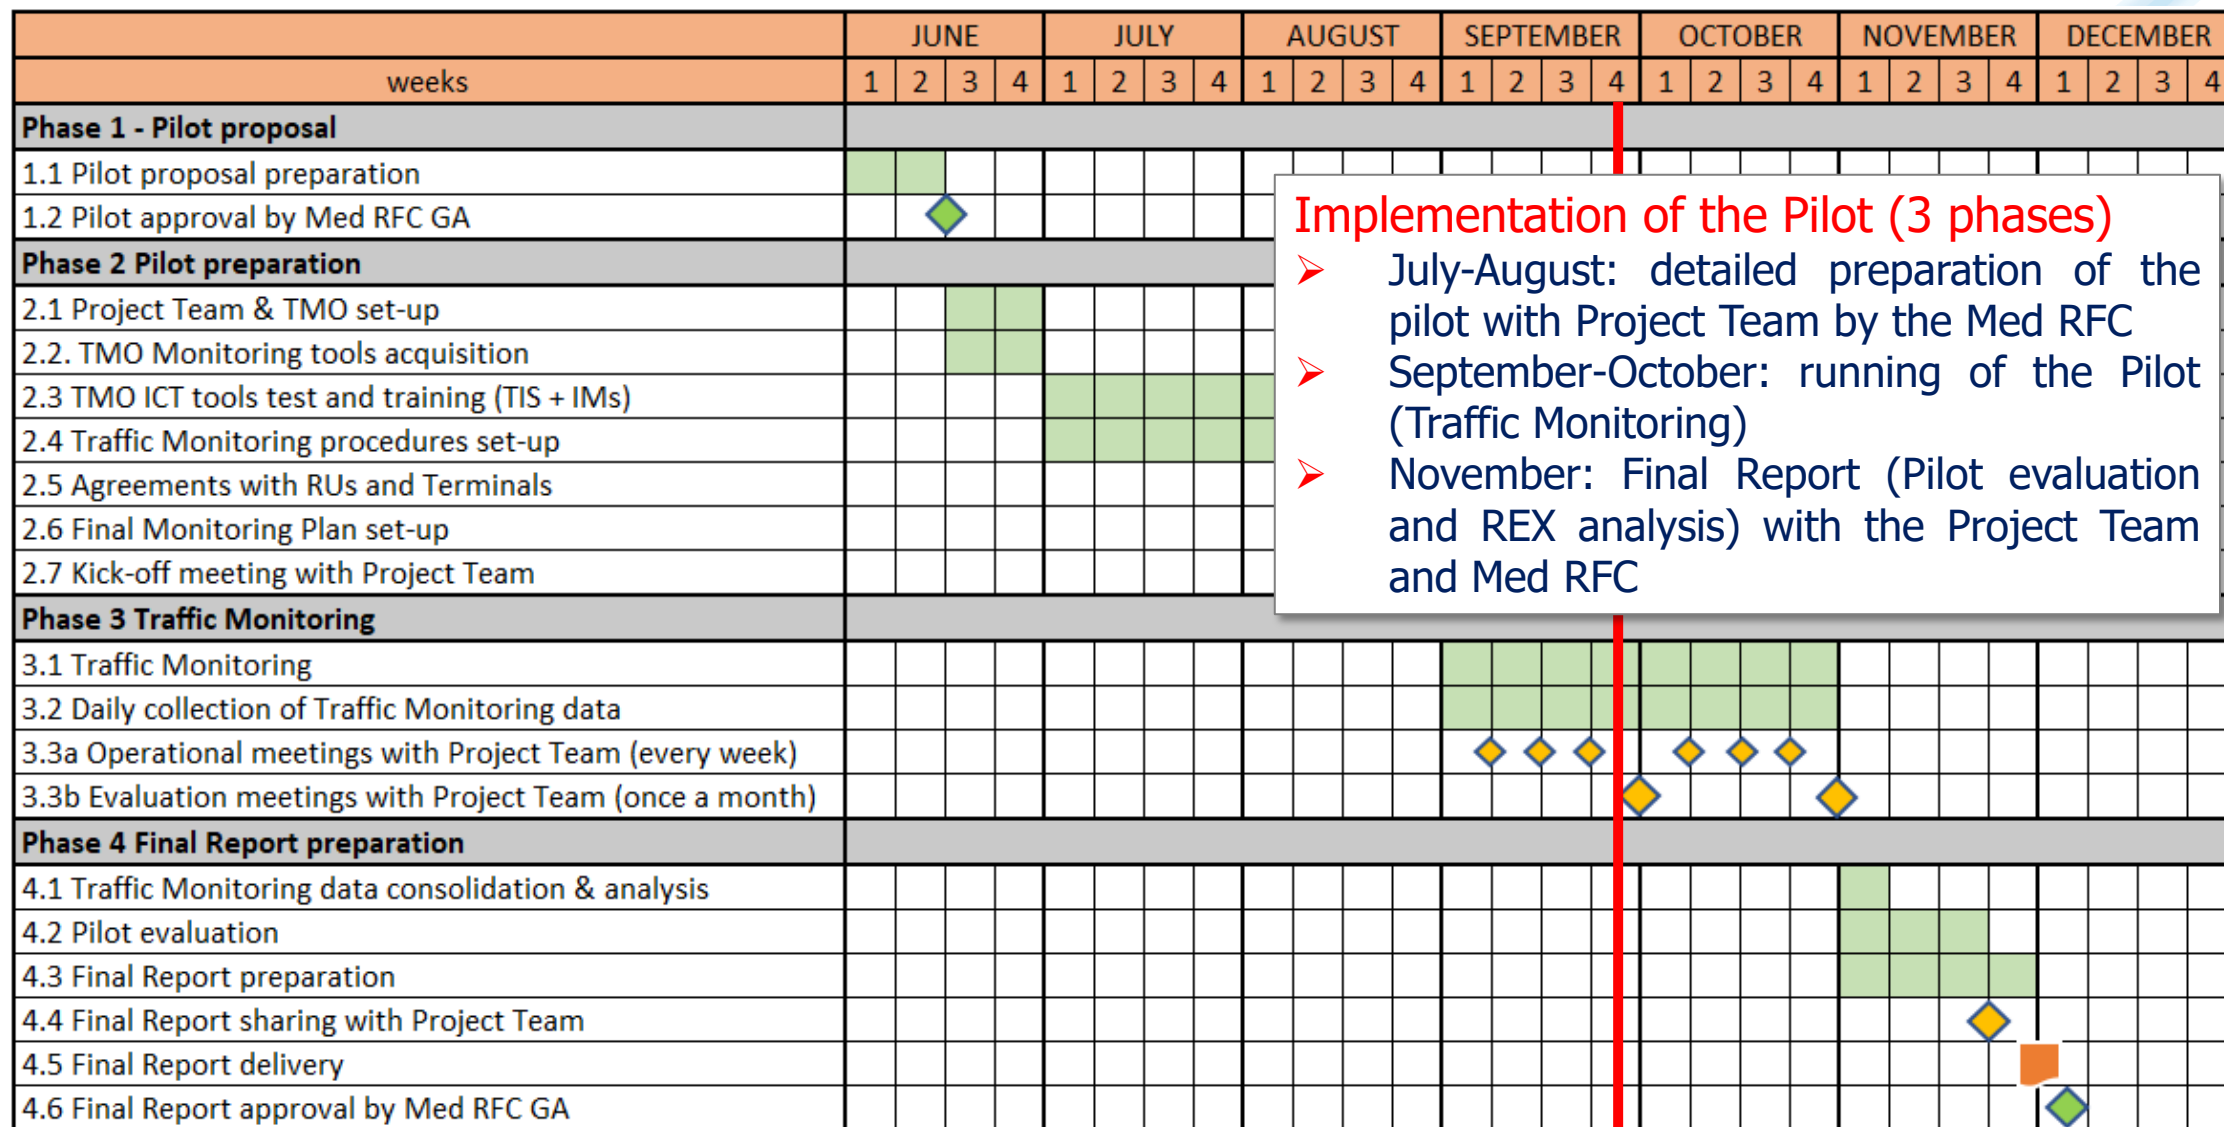 JUNE JULY AUGUST SEPTEMBER OCTOBER NOVEMBER DECEMBER
weeks 1 2 3 4 1 2 3 4 1 2 3 4 1 2 3 4 1 2 3 4 1 2 3 4 1 2 3 4
Phase 1 - Pilot proposal
1.1 Pilot proposal preparation
1.2 Pilot approval by Med RFC GA
Phase 2 Pilot preparation
2.1 Project Team & TMO set-up
2.2. TMO Monitoring tools acquisition
2.3 TMO ICT tools test and training (TIS + IMs)
2.4 Traffic Monitoring procedures set-up
2.5 Agreements with RUs and Terminals
2.6 Final Monitoring Plan set-up
2.7 Kick-off meeting with Project Team
Phase 3 Traffic Monitoring
3.1 Traffic Monitoring
3.2 Daily collection of Traffic Monitoring data
3.3a Operational meetings with Project Team (every week)
3.3b Evaluation meetings with Project Team (once a month)
Phase 4 Final Report preparation
4.1 Traffic Monitoring data consolidation & analysis
4.2 Pilot evaluation
4.3 Final Report preparation
4.4 Final Report sharing with Project Team
4.5 Final Report delivery
4.6 Final Report approval by Med RFC GA
Implementation of the Pilot (3 phases)
July-August: detailed preparation of the
pilot with Project Team by the Med RFC
September-October: running of the Pilot
(Traffic Monitoring)
November: Final Report (Pilot evaluation
and REX analysis) with the Project Team
and Med RFC